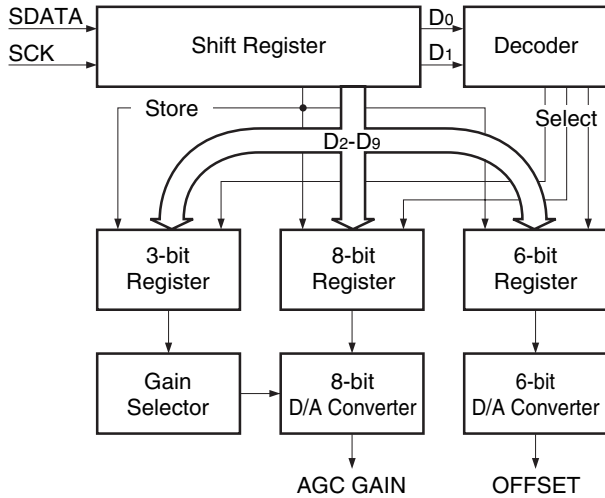 SDATA
SCK
Shift Register
D0
D1
Decoder
Store
Select
D2-D9
3-bit
Register
8-bit
Register
6-bit
Register
Gain
Selector
8-bit
D/A Converter
6-bit
D/A Converter
AGC GAIN
OFFSET